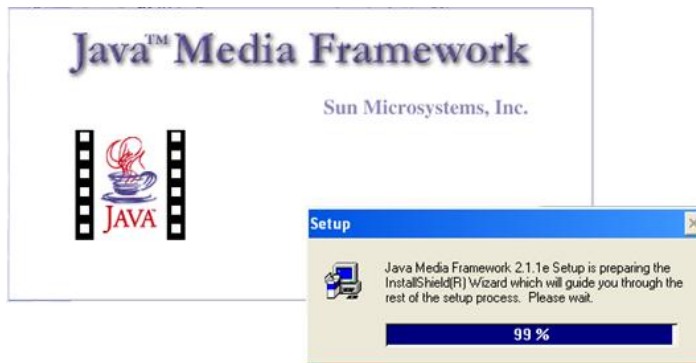 Java™ Media Framework
Sun Microsystems, Inc.
JAVA
Setup
Java Media Framework 2.1.1e Setup is preparing the
InstallShield(R) Wizard which will guide you through the
rest of the setup process.  Please wait.
99 %